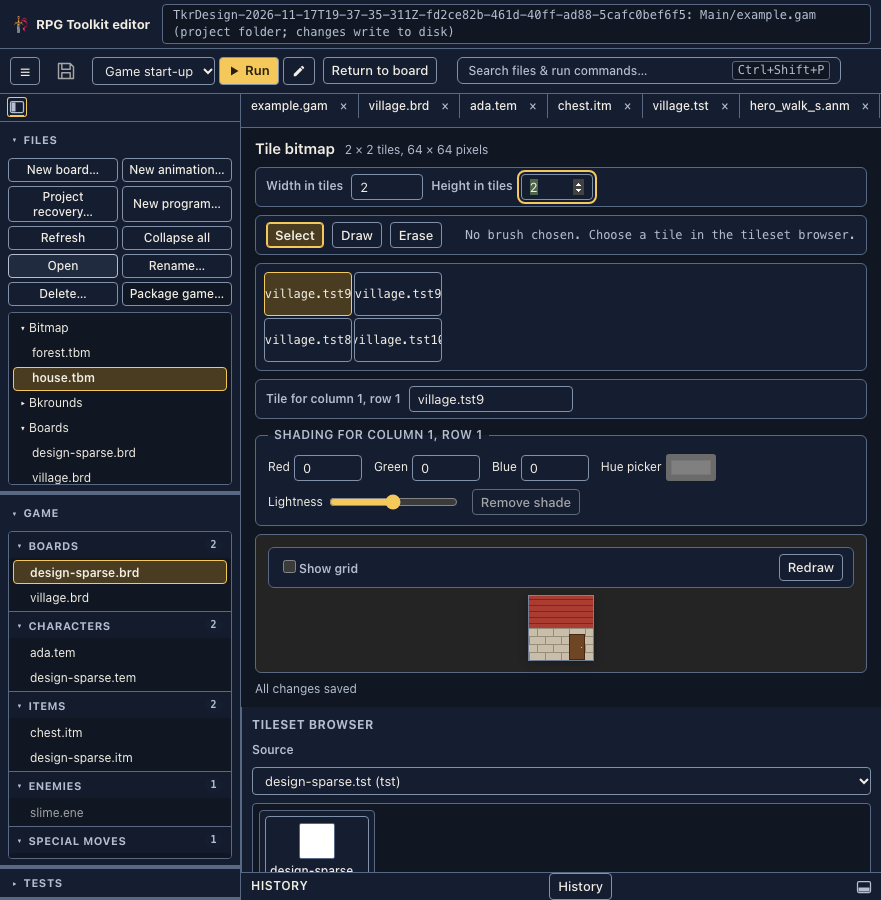 RPG Toolkit editor
TkrDesign-2026-11-17T19-37-35-311Z-fd2ce82b-461d-40ff-ad88-5cafc0bef6f5: Main/example.gam
(project folder; changes write to disk)
Game start-up
Run
Return to board
Search files & run commands…
Ctrl+Shift+P
example.gam ×
village.brd ×
ada.tem ×
chest.itm ×
village.tst ×
hero_walk_s.anm ×
FILES
New board…
New animation…
Project recovery…
New program…
Refresh
Collapse all
Open
Rename…
Delete…
Package game…
Bitmap
forest.tbm
house.tbm
Bkrounds
Boards
design-sparse.brd
village.brd
GAME
BOARDS 2
design-sparse.brd
village.brd
CHARACTERS 2
ada.tem
design-sparse.tem
ITEMS 2
chest.itm
design-sparse.itm
ENEMIES 1
slime.ene
SPECIAL MOVES 1
TESTS
Tile bitmap 2 × 2 tiles, 64 × 64 pixels
Width in tiles 2 Height in tiles 2
Select Draw Erase No brush chosen. Choose a tile in the tileset browser.
village.tst9 village.tst9
village.tst8 village.tst10
Tile for column 1, row 1 village.tst9
SHADING FOR COLUMN 1, ROW 1
Red 0 Green 0 Blue 0 Hue picker
Lightness Remove shade
Show grid Redraw
All changes saved
TILESET BROWSER
Source
design-sparse.tst (tst)
design-sparse
HISTORY History